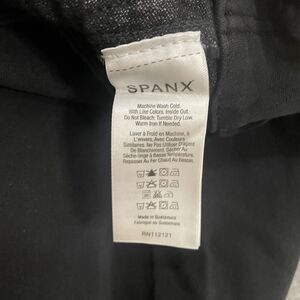 SPANX
Machine Wash Cold.
With Like Colors. Inside Out.
Do Not Bleach. Tumble Dry Low.
Warm Iron If Needed.
Laver à Froid en Machine, à
L'envers, Avec Couleurs
Similaires. Ne Pas Utiliser D'agent
De Blanchiment. Sécher Au
Sèche-linge à Basse Température.
Repasser Au Fer Chaud Au Besoin.
Made in Guatemala
Fabriqué au Guatemala
RN112121